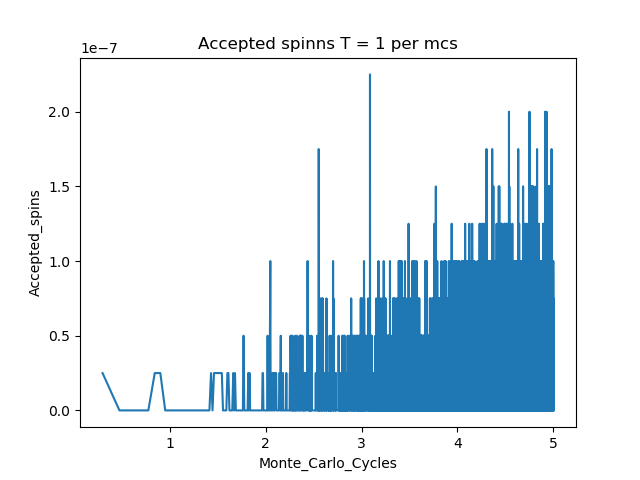 Accepted spinns T = 1 per mcs
1e−7
2.0
1.5
1.0
0.5
0.0
Accepted_spins
1 2 3 4 5
Monte_Carlo_Cycles